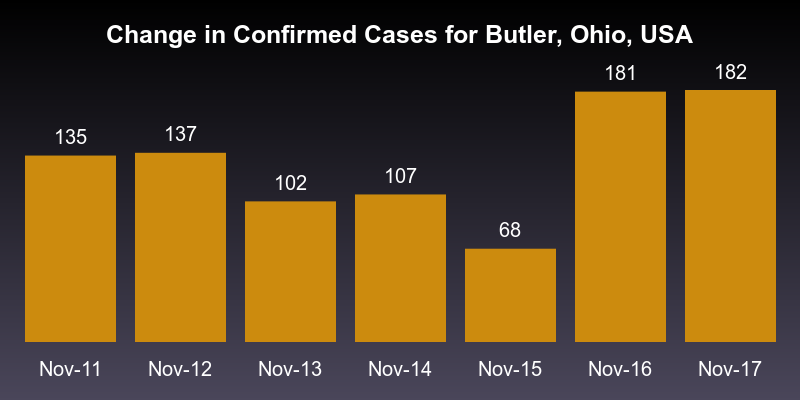 Change in Confirmed Cases for Butler, Ohio, USA
135 137 102 107 68 181 182
Nov-11 Nov-12 Nov-13 Nov-14 Nov-15 Nov-16 Nov-17